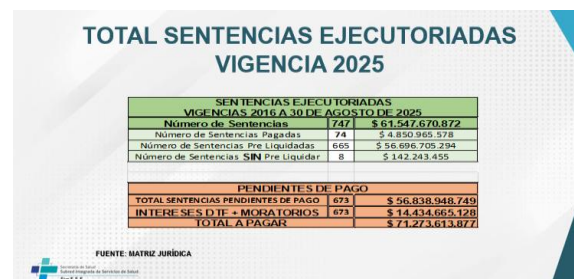 TOTAL SENTENCIAS EJECUTORIADAS
VIGENCIA 2025
SENTENCIAS EJECUTORIADAS
VIGENCIAS 2016 A 30 DE AGOSTO DE 2025
Número de Sentencias 747 $ 61.547.670.872
Número de Sentencias Pagadas 74 $ 4.850.965.578
Número de Sentencias Pre Liquidadas 665 $ 56.696.705.294
Número de Sentencias SIN Pre Liquidar 8 $ 142.243.455
PENDIENTES DE PAGO
TOTAL SENTENCIAS PENDIENTES DE PAGO 673 $ 56.838.948.749
INTERESES DTF + MORATORIOS 673 $ 14.434.665.128
TOTAL A PAGAR $ 71.273.613.877
FUENTE: MATRIZ JURÍDICA
Secretaría de Salud
Subred Integrada de Servicios de Salud